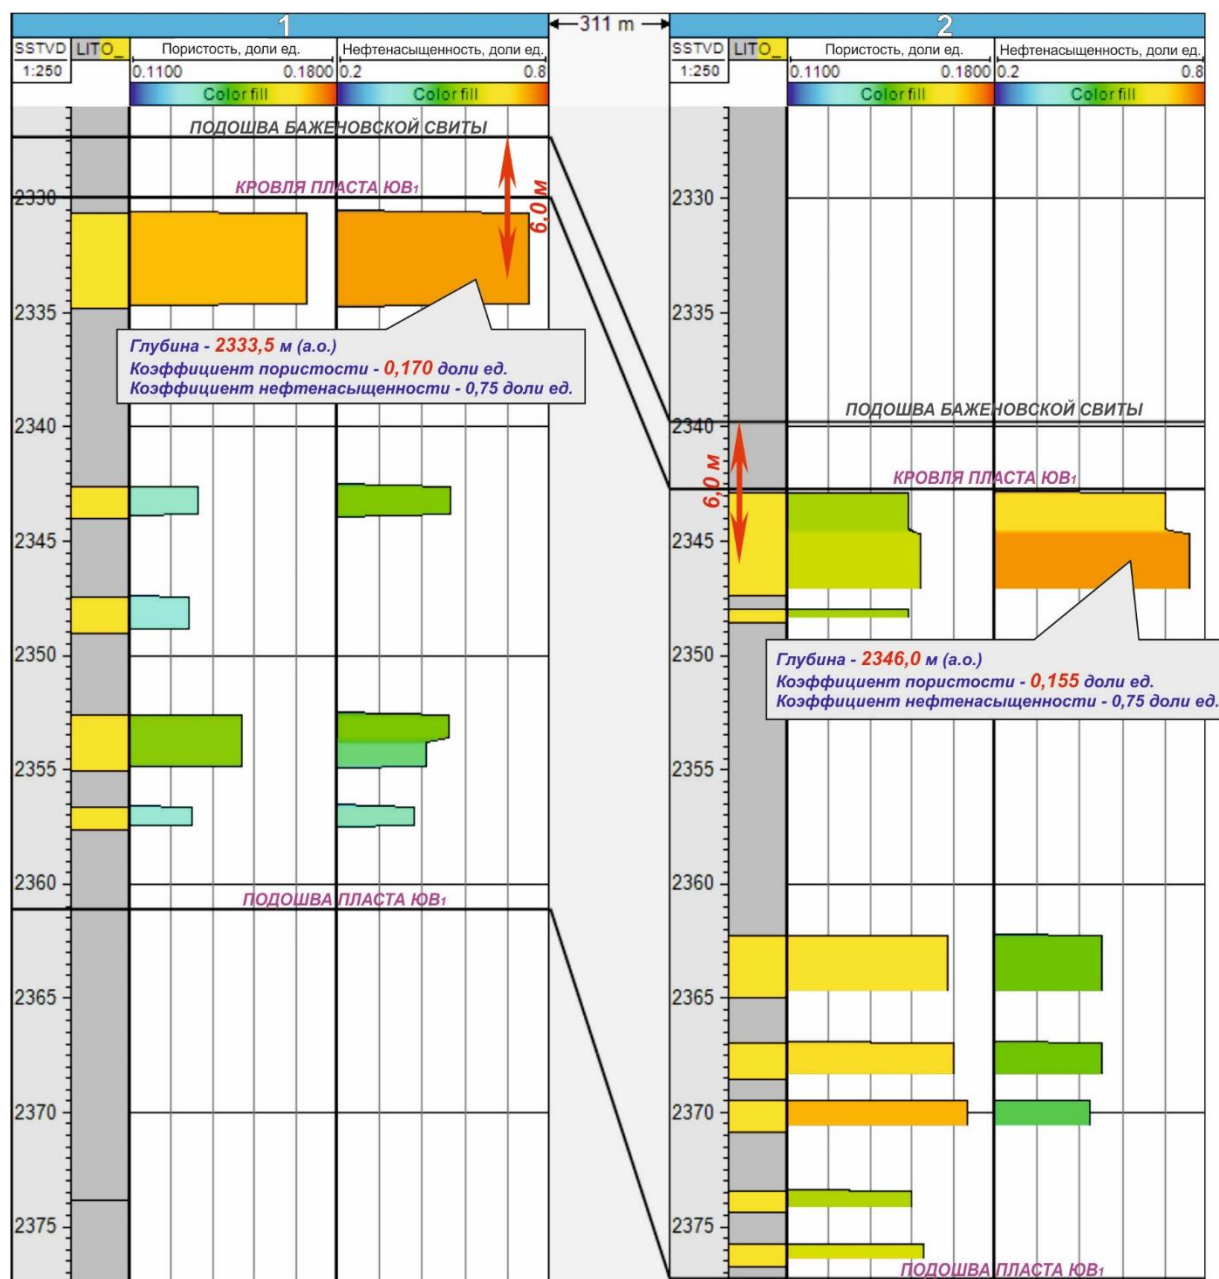 1
311 m
2
SSTVD
LITO_
Пористость, доли ед.
Нефтенасыщенность, доли ед.
SSTVD
LITO_
Пористость, доли ед.
Нефтенасыщенность, доли ед.
1:250
0.1100
0.1800
0.2
0.8
1:250
0.1100
0.1800
0.2
0.8
Color fill
Color fill
Color fill
Color fill
ПОДОШВА БАЖЕНОВСКОЙ СВИТЫ
КРОВЛЯ ПЛАСТА ЮВ₁
6.0 м
2330
2335
Глубина - 2333,5 м (а.о.)
Коэффициент пористости - 0,170 доли ед.
Коэффициент нефтенасыщенности - 0,75 доли ед.
2340
2345
2350
2355
2360
ПОДОШВА ПЛАСТА ЮВ₁
2365
2370
2375
2330
2335
ПОДОШВА БАЖЕНОВСКОЙ СВИТЫ
2340
6,0 м
КРОВЛЯ ПЛАСТА ЮВ₁
2345
2350
Глубина - 2346,0 м (а.о.)
Коэффициент пористости - 0,155 доли ед.
Коэффициент нефтенасыщенности - 0,75 доли ед.
2355
2360
2365
2370
2375
ПОДОШВА ПЛАСТА ЮВ₁